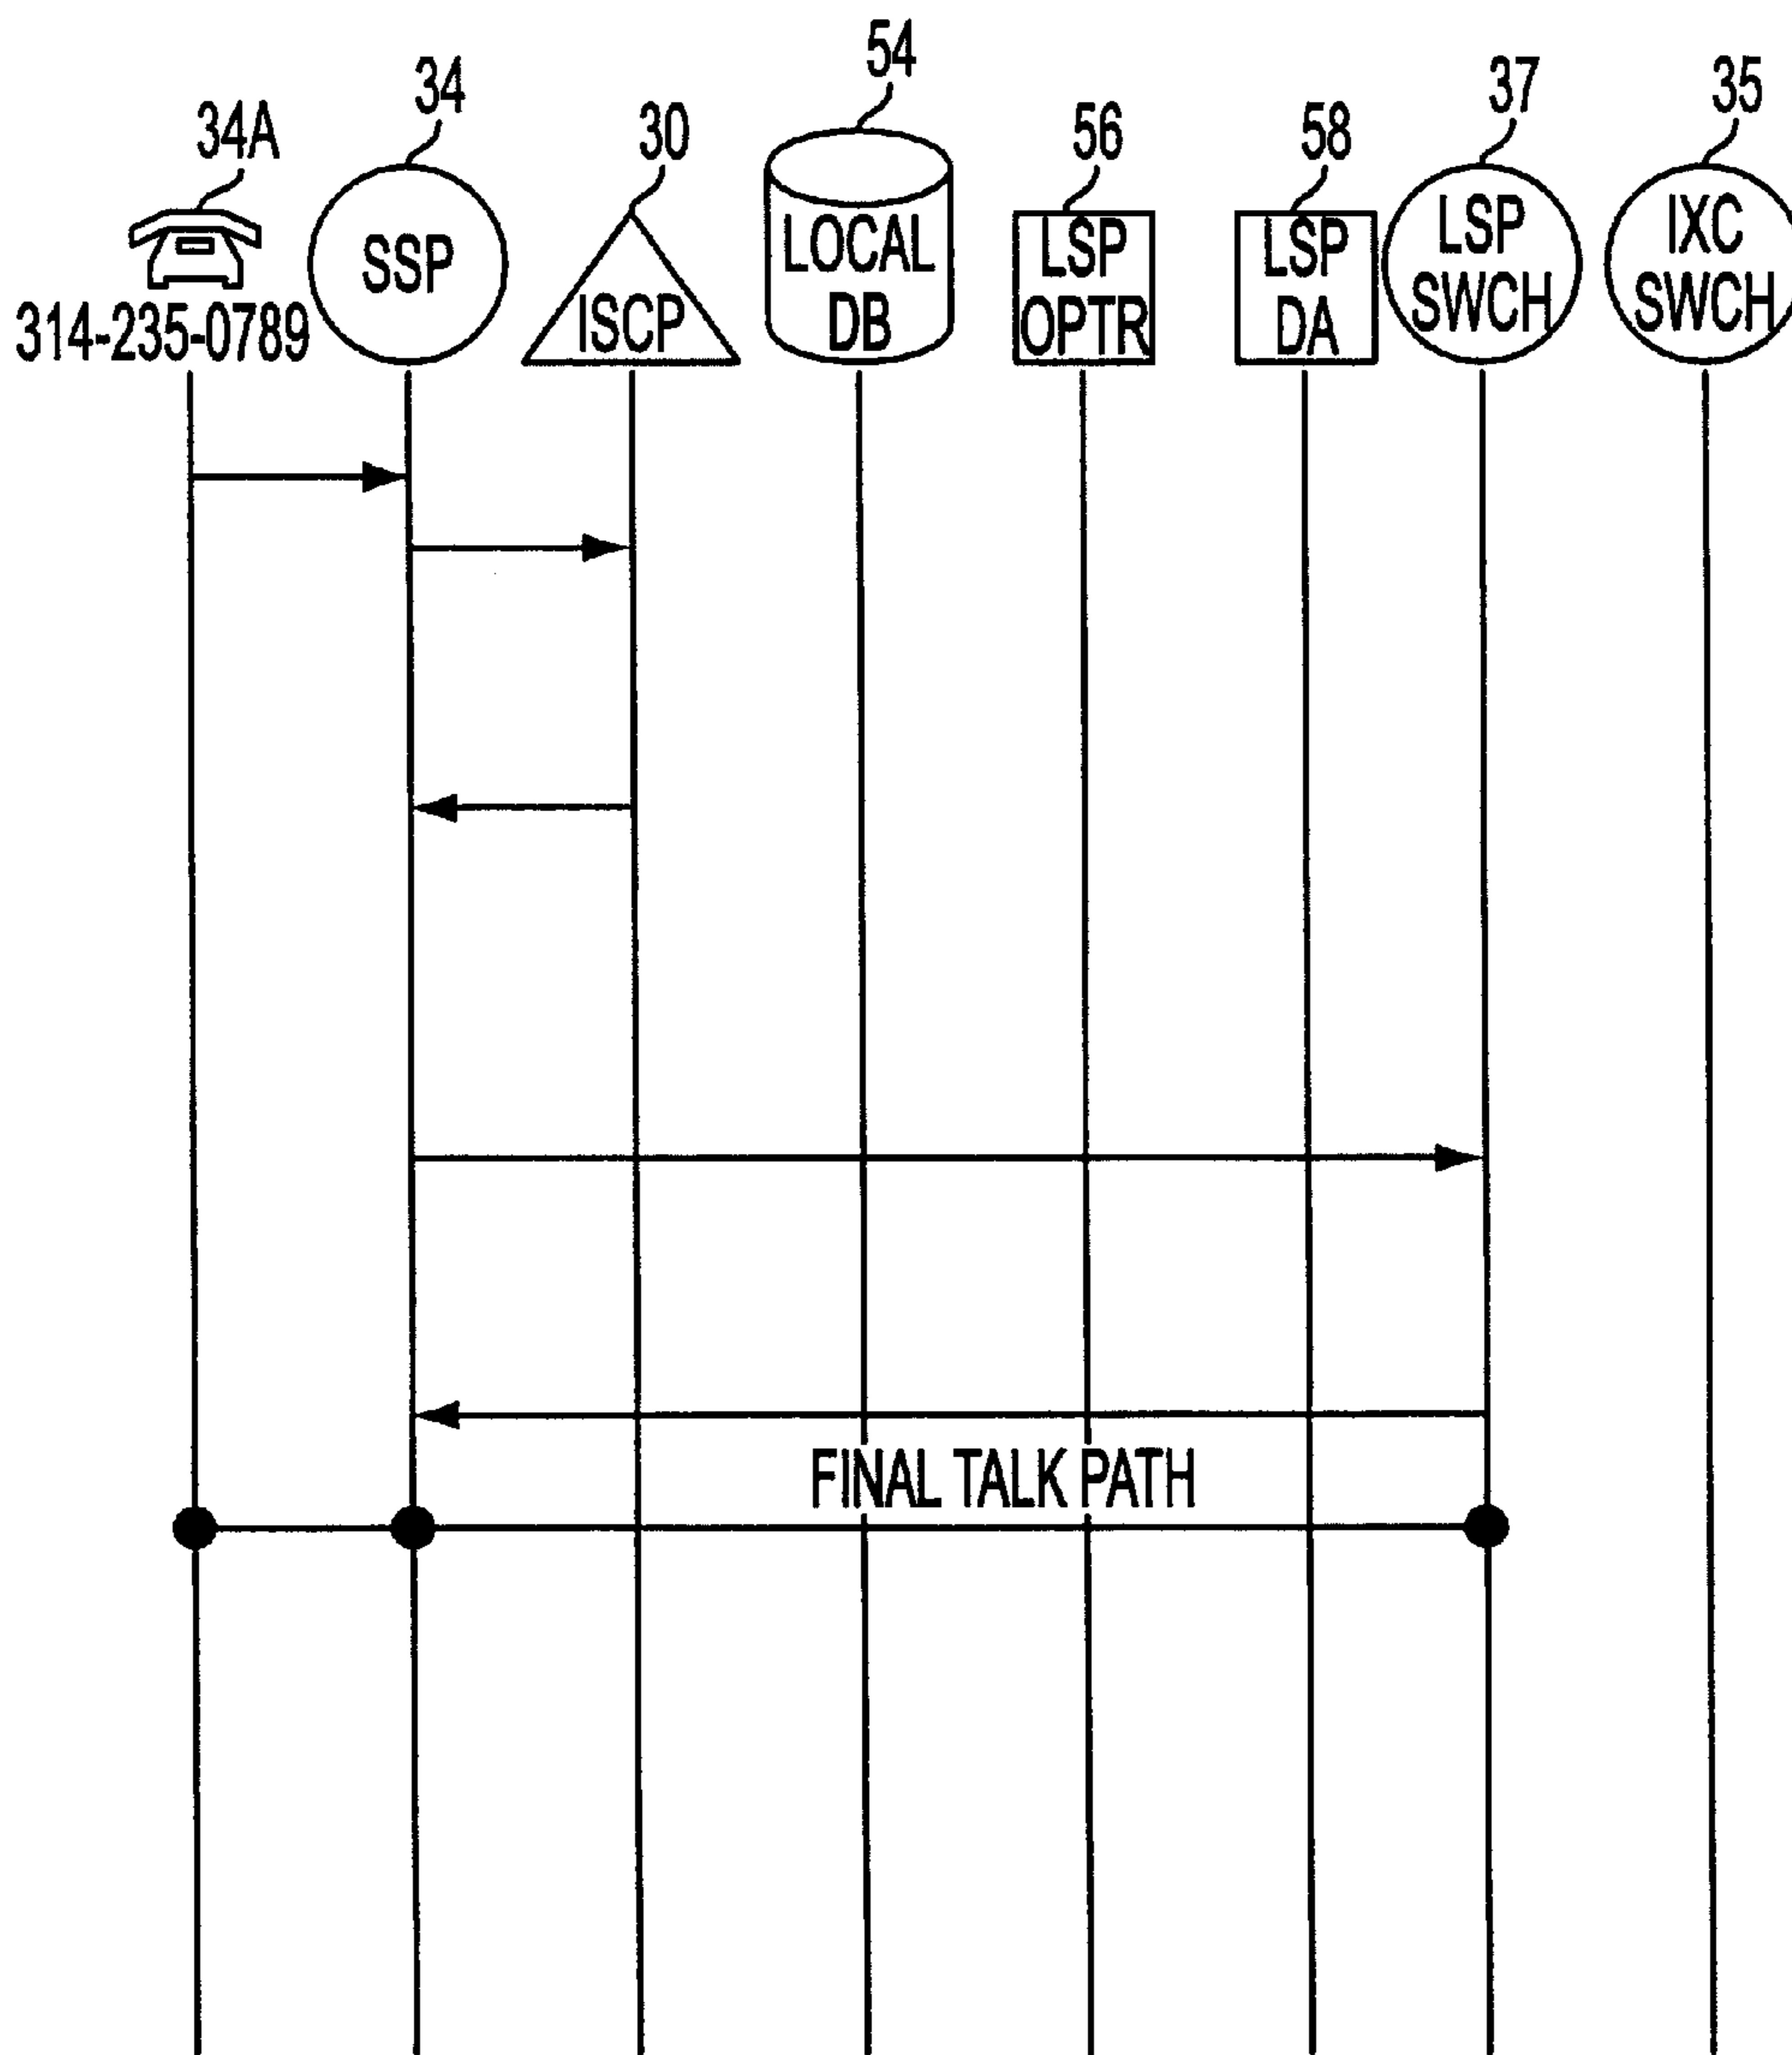 34A
34
30
54
56
58
37
35
314-235-0789
SSP
ISCP
LOCAL
DB
LSP
OPTR
LSP
DA
LSP
SWCH
IXC
SWCH
FINAL TALK PATH